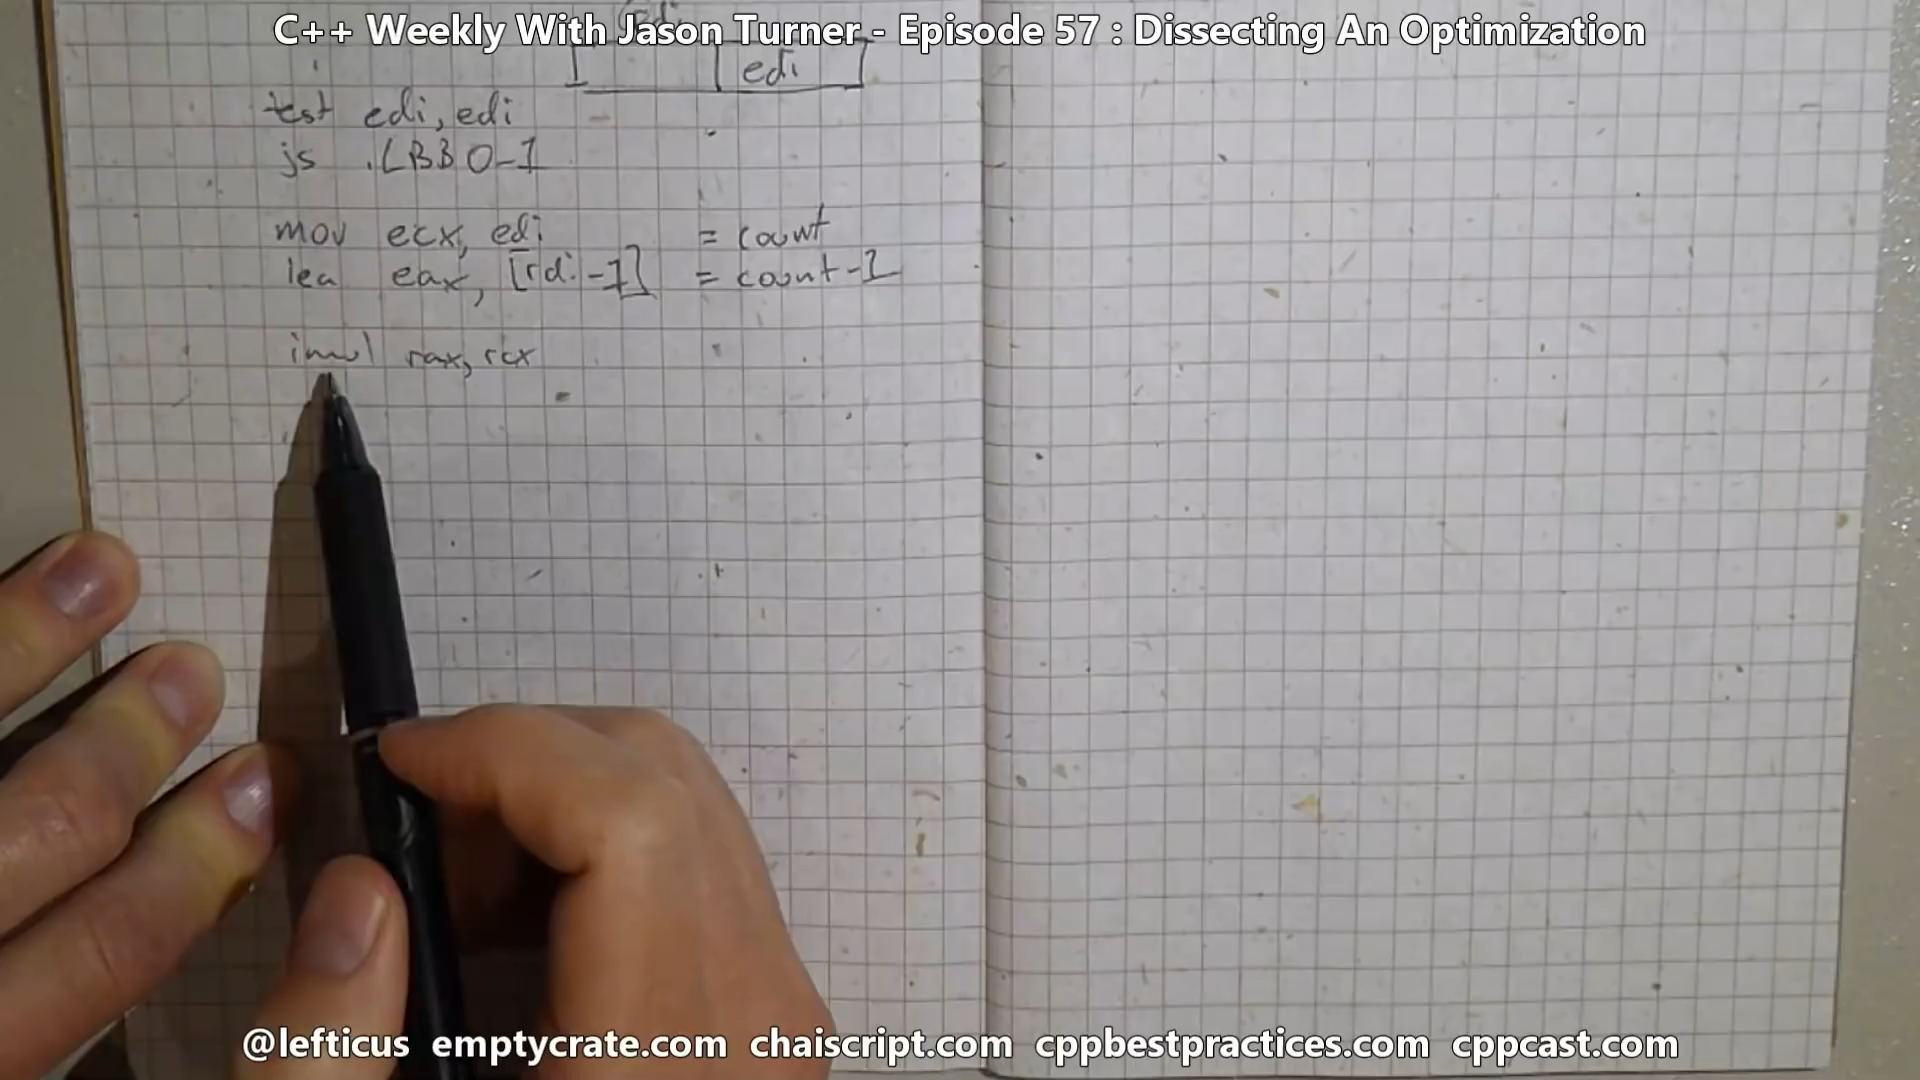 C++ Weekly With Jason Turner - Episode 57 : Dissecting An Optimization
edi
test edi, edi
js .LBB0-1
mov ecx, edi = count
lea eax, [rdi-1] = count-1
imul rax, rcx
@lefticus emptycrate.com chaiscript.com cppbestpractices.com cppcast.com